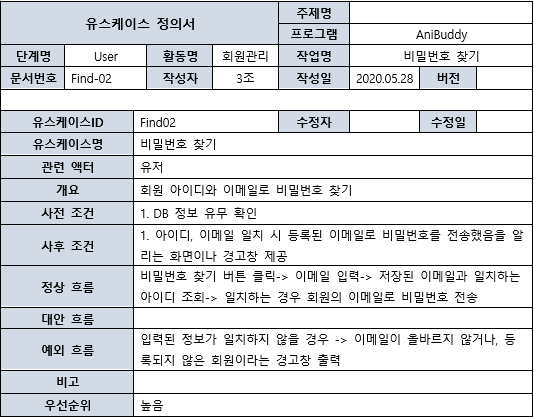 유스케이스 정의서
주제명
프로그램 AniBuddy
단계명 User 활동명 회원관리 작업명 비밀번호 찾기
문서번호 Find-02 작성자 3조 작성일 2020.05.28 버전
유스케이스ID Find02 수정자 수정일
유스케이스명 비밀번호 찾기
관련 액터 유저
개요 회원 아이디와 이메일로 비밀번호 찾기
사전 조건 1. DB 정보 유무 확인
사후 조건 1. 아이디, 이메일 일치 시 등록된 이메일로 비밀번호를 전송했음을 알
리는 화면이나 경고창 제공
정상 흐름 비밀번호 찾기 버튼 클릭-> 이메일 입력-> 저장된 이메일과 일치하는
아이디 조회-> 일치하는 경우 회원의 이메일로 비밀번호 전송
대안 흐름
예외 흐름 입력된 정보가 일치하지 않을 경우 -> 이메일이 올바르지 않거나, 등
록되지 않은 회원이라는 경고창 출력
비고
우선순위 높음